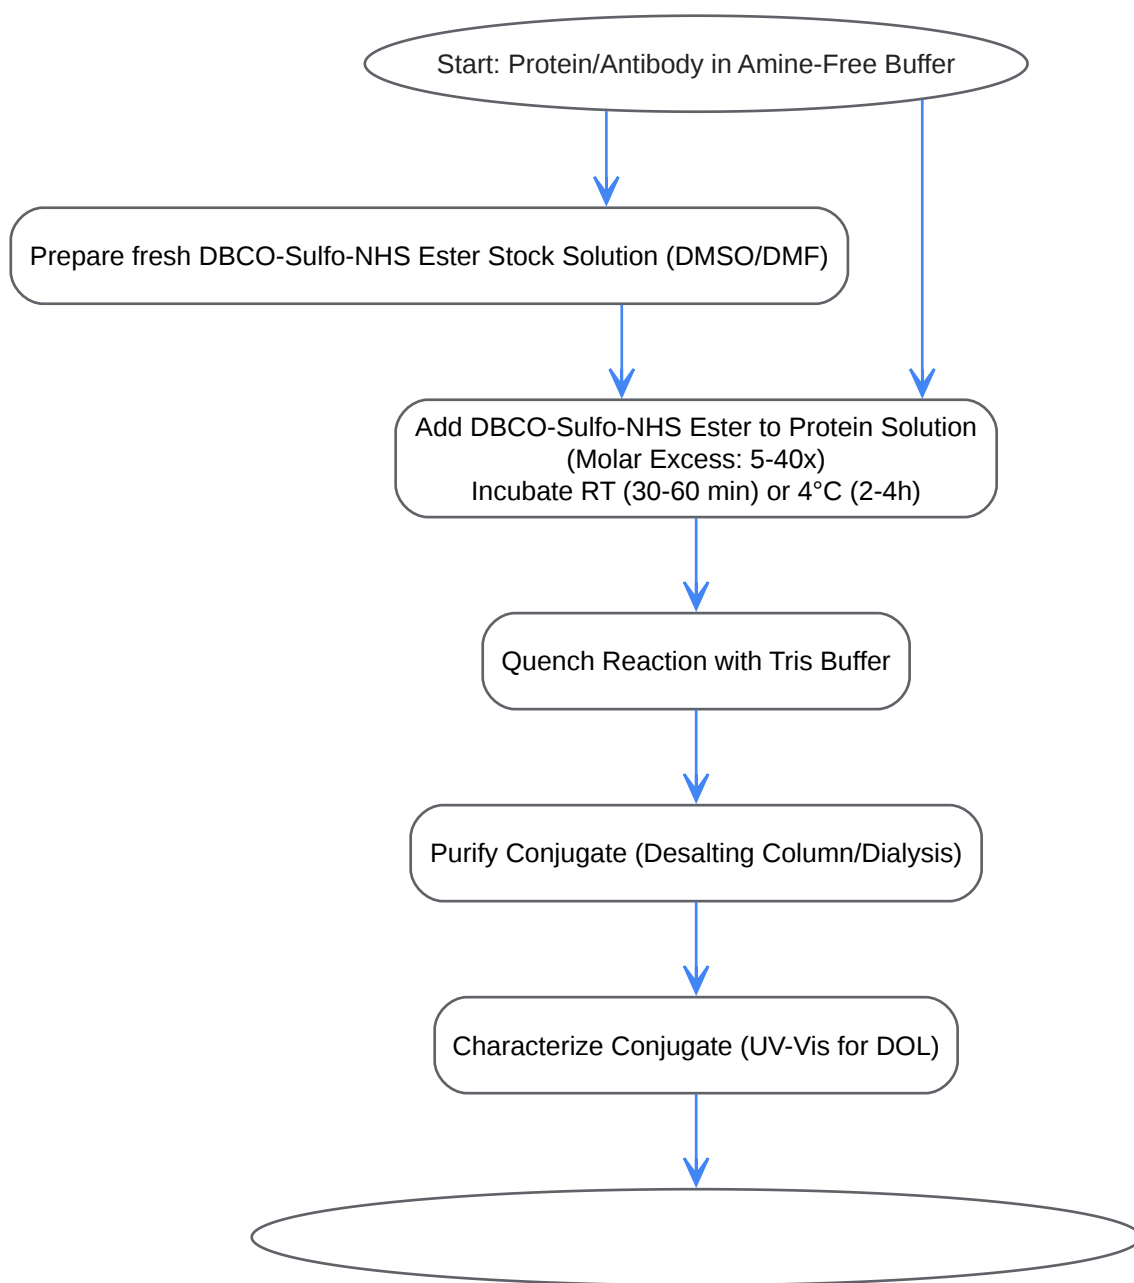 Start: Protein/Antibody in Amine-Free Buffer
Prepare fresh DBCO-Sulfo-NHS Ester Stock Solution (DMSO/DMF)
Add DBCO-Sulfo-NHS Ester to Protein Solution
(Molar Excess: 5-40x)
Incubate RT (30-60 min) or 4°C (2-4h)
Quench Reaction with Tris Buffer
Purify Conjugate (Desalting Column/Dialysis)
Characterize Conjugate (UV-Vis for DOL)